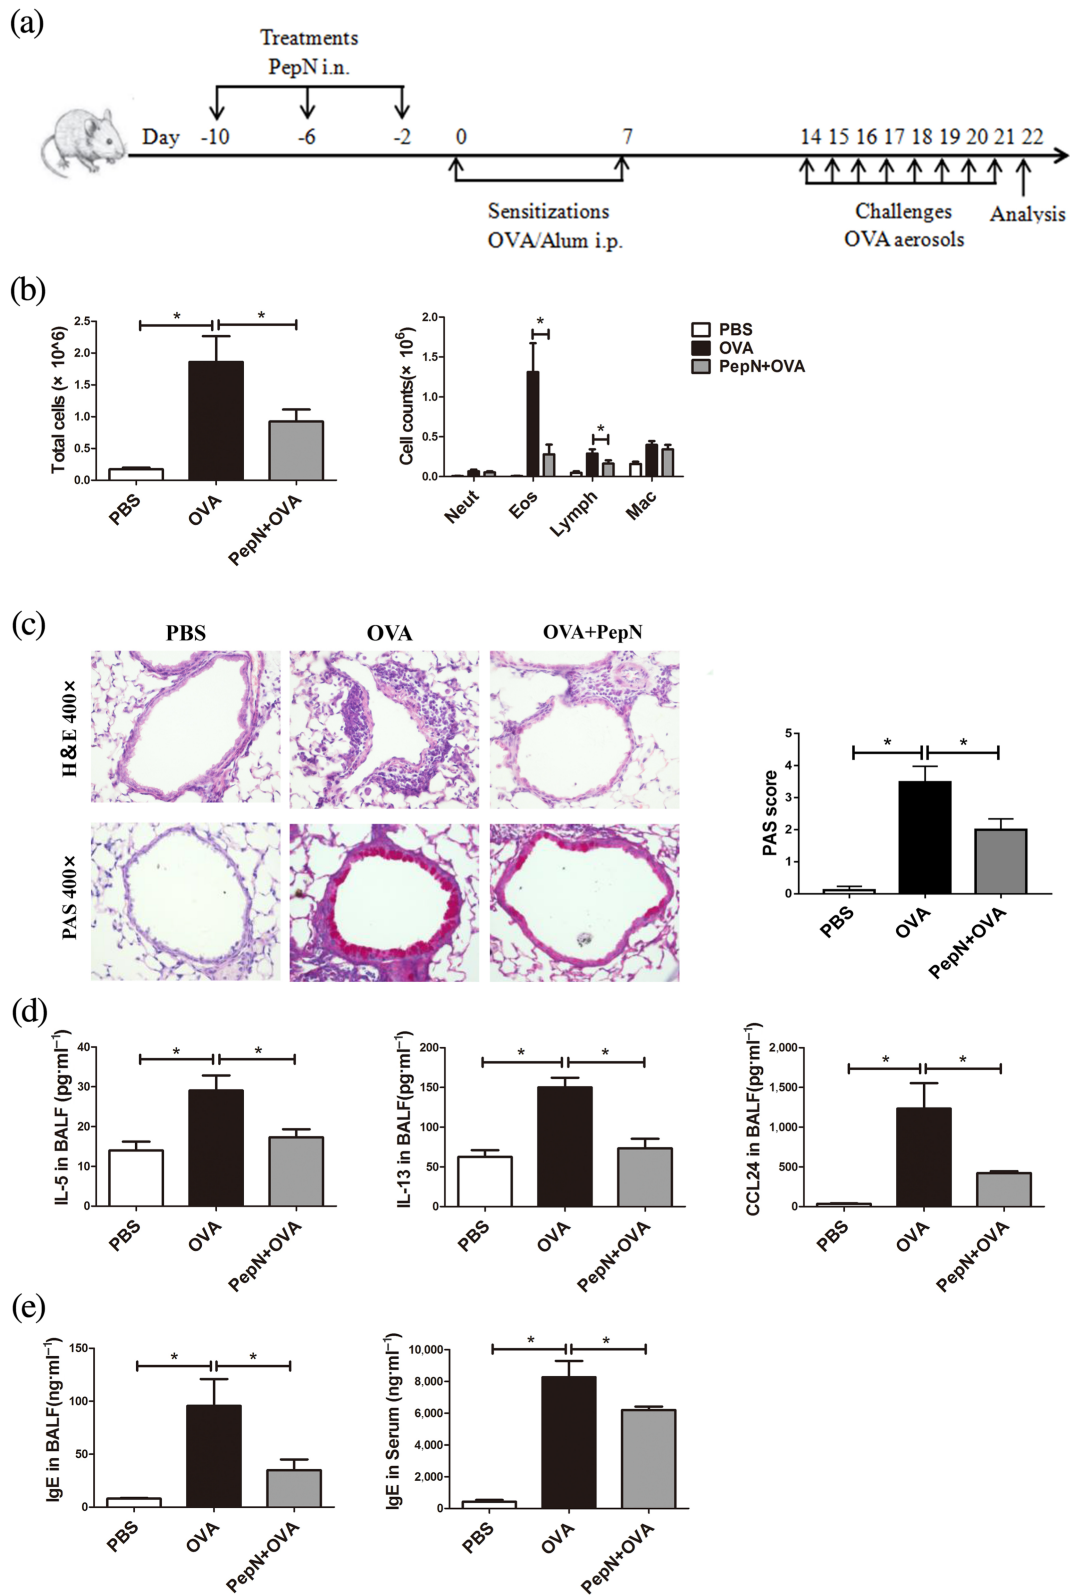 (a)
Treatments
PepN i.n.
Day -10 -6 -2 0 7 14 15 16 17 18 19 20 21 22
Sensitizations
OVA/Alum i.p.
Challenges
OVA aerosols
Analysis
(b)
Total cells (× 10^6)
2.5
2.0
1.5
1.0
0.5
0.0
* *
PBS OVA PepN+OVA
Cell counts(× 10⁶)
2.0
1.5
1.0
0.5
0.0
* *
Neut Eos Lymph Mac
PBS
OVA
PepN+OVA
(c)
PBS OVA OVA+PepN
H&E 400×
PAS 400×
PAS score
5
4
3
2
1
0
* *
PBS OVA PepN+OVA
(d)
IL-5 in BALF (pg·ml⁻¹)
40
30
20
10
0
* *
PBS OVA PepN+OVA
IL-13 in BALF(pg·ml⁻¹)
200
150
100
50
0
* *
PBS OVA PepN+OVA
CCL24 in BALF(pg·ml⁻¹)
2,000
1,500
1,000
500
0
* *
PBS OVA PepN+OVA
(e)
IgE in BALF(ng·ml⁻¹)
150
100
50
0
* *
PBS OVA PepN+OVA
IgE in Serum (ng·ml⁻¹)
10,000
8,000
6,000
4,000
2,000
0
* *
PBS OVA PepN+OVA